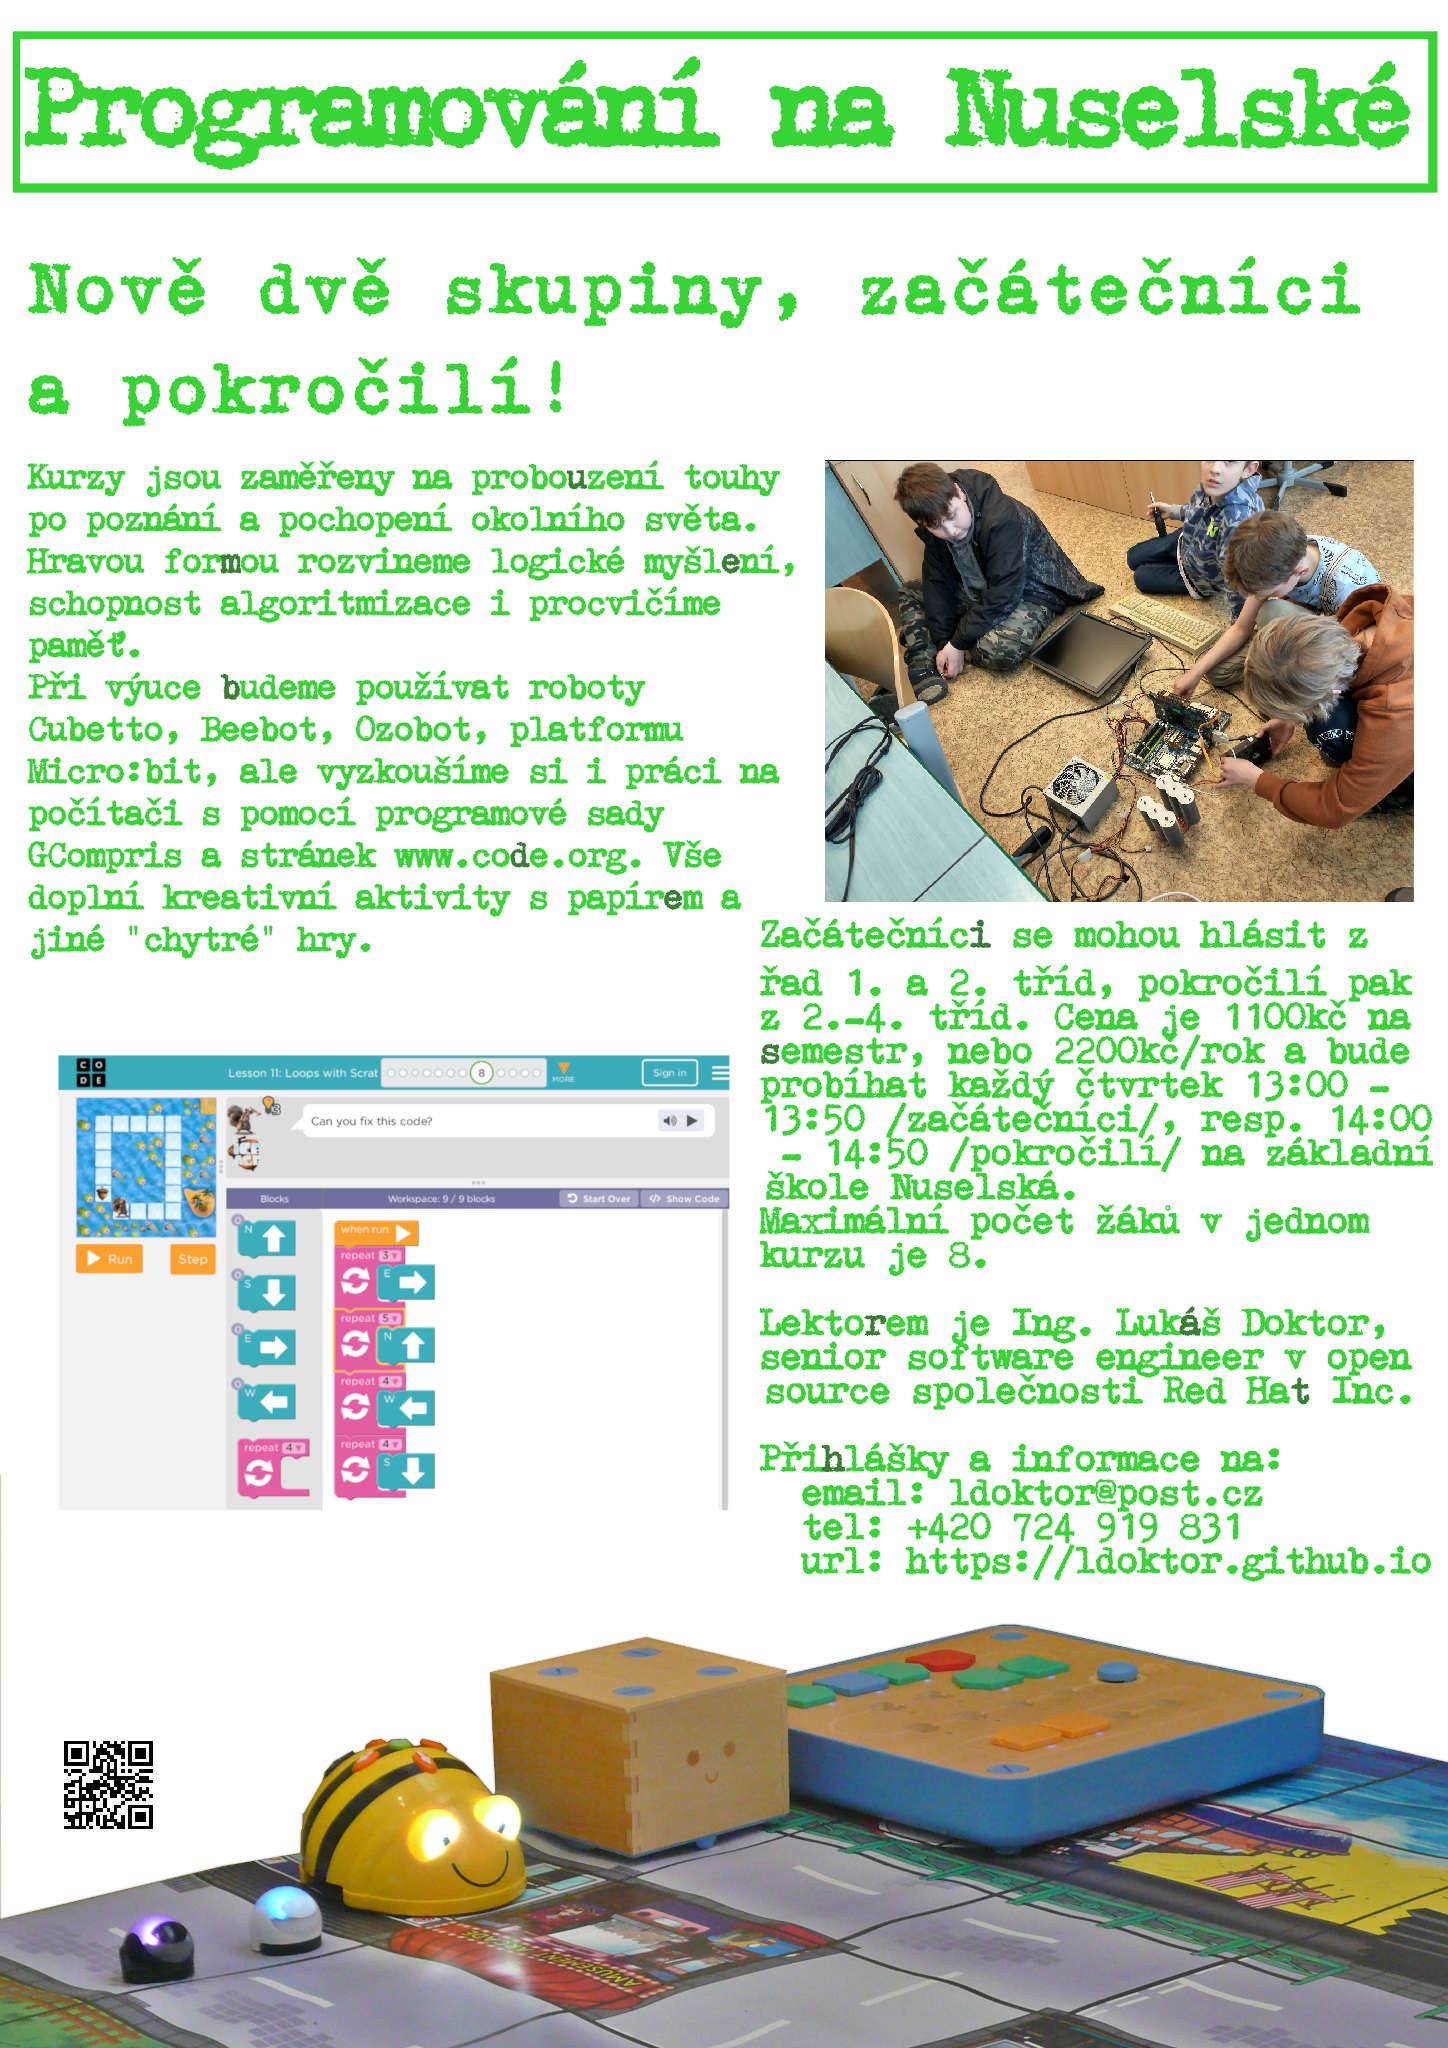 Programování na Nuselské
Nově dvě skupiny, začátečníci
a pokročilí!
Kurzy jsou zaměřeny na probouzení touhy
po poznání a pochopení okolního světa.
Hravou formou rozvineme logické myšlení,
schopnost algoritmizace i procvičíme
paměť.
Při výuce budeme používat roboty
Cubetto, Beebot, Ozobot, platformu
Micro:bit, ale vyzkoušíme si i práci na
počítači s pomocí programové sady
GCompris a stránek www.code.org. Vše
doplní kreativní aktivity s papírem a
jiné "chytré" hry.
Začátečníci se mohou hlásit z
řad 1. a 2. tříd, pokročilí pak
z 2.-4. tříd. Cena je 1100kč na
semestr, nebo 2200kč/rok a bude
probíhat každý čtvrtek 13:00 -
13:50 /začátečníci/, resp. 14:00
- 14:50 /pokročilí/ na základní
škole Nuselská.
Maximální počet žáků v jednom
kurzu je 8.
Lektorem je Ing. Lukáš Doktor,
senior software engineer v open
source společnosti Red Hat Inc.
Přihlášky a informace na:
email: ldoktor@post.cz
tel: +420 724 919 831
url: https://ldoktor.github.io
CODE
Lesson 11: Loops with Scrat
8
MORE
Sign in
3
Can you fix this code?
Blocks
Workspace: 9 / 9 blocks
Start Over
Show Code
Run
Step
N
S
E
W
repeat 4
when run
repeat 3
E
repeat 5
N
repeat 4
W
repeat 4
S
AMUSEMENT ARCADE